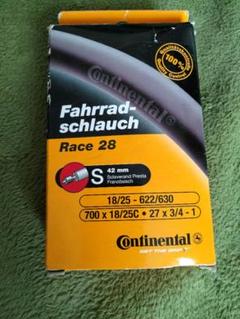 Continental
100%
Fahrrad-
schlauch
Race 28
S
42 mm
Sclaverand Presta
Französisch
18/25 - 622/630
700 x 18/25C • 27 x 3/4 - 1
Continental